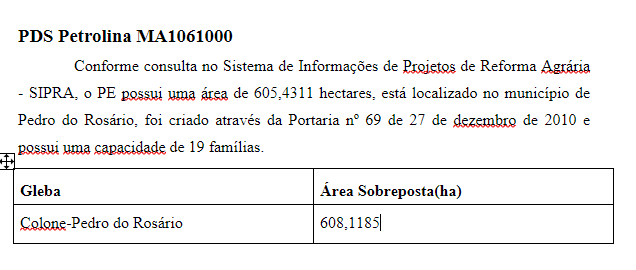 PDS Petrolina MA1061000
Conforme consulta no Sistema de Informações de Projetos de Reforma Agrária
- SIPRA, o PE possui uma área de 605,4311 hectares, está localizado no município de
Pedro do Rosário, foi criado através da Portaria nº 69 de 27 de dezembro de 2010 e
possui uma capacidade de 19 famílias.
Gleba Área Sobreposta(ha)
Colone-Pedro do Rosário 608,1185